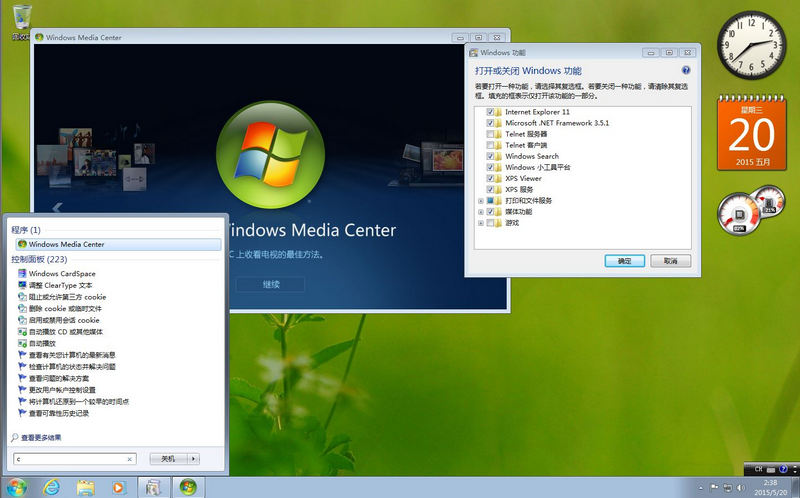 Windows Media Center
Windows 功能
打开或关闭 Windows 功能
若要打开一种功能，请选择其复选框。若要关闭一种功能，请清除其复选
框。填充的框表示仅打开该功能的一部分。
Internet Explorer 11
Microsoft .NET Framework 3.5.1
Telnet 服务器
Telnet 客户端
Windows Search
Windows 小工具平台
XPS Viewer
XPS 服务
打印和文件服务
媒体功能
游戏
确定
取消
星期三
20
2015 五月
02%
indows Media Center
C 上收看电视的最佳方法。
继续
程序 (1)
Windows Media Center
控制面板 (223)
Windows CardSpace
调整 ClearType 文本
阻止或允许第三方 cookie
删除 cookie 或临时文件
启用或禁用会话 cookie
自动播放 CD 或其他媒体
自动播放
查看有关您计算机的最新消息
检查计算机的状态并解决问题
查看问题的解决方案
更改用户帐户控制设置
将计算机还原到一个较早的时间点
查看可靠性历史记录
查看更多结果
c
关机
CH
2:38
2015/5/20